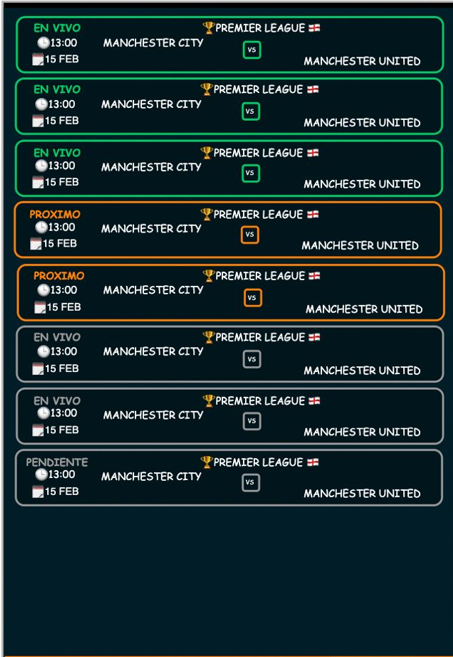 EN VIVO
🏆PREMIER LEAGUE 🏴󠁧󠁢󠁥󠁮󠁧󠁿
🕒13:00
MANCHESTER CITY
VS
15 FEB
MANCHESTER UNITED
EN VIVO
🏆PREMIER LEAGUE 🏴󠁧󠁢󠁥󠁮󠁧󠁿
🕒13:00
MANCHESTER CITY
VS
15 FEB
MANCHESTER UNITED
EN VIVO
🏆PREMIER LEAGUE 🏴󠁧󠁢󠁥󠁮󠁧󠁿
🕒13:00
MANCHESTER CITY
VS
15 FEB
MANCHESTER UNITED
PROXIMO
🏆PREMIER LEAGUE 🏴󠁧󠁢󠁥󠁮󠁧󠁿
🕒13:00
MANCHESTER CITY
VS
15 FEB
MANCHESTER UNITED
PROXIMO
🏆PREMIER LEAGUE 🏴󠁧󠁢󠁥󠁮󠁧󠁿
🕒13:00
MANCHESTER CITY
VS
15 FEB
MANCHESTER UNITED
EN VIVO
🏆PREMIER LEAGUE 🏴󠁧󠁢󠁥󠁮󠁧󠁿
🕒13:00
MANCHESTER CITY
VS
15 FEB
MANCHESTER UNITED
EN VIVO
🏆PREMIER LEAGUE 🏴󠁧󠁢󠁥󠁮󠁧󠁿
🕒13:00
MANCHESTER CITY
VS
15 FEB
MANCHESTER UNITED
PENDIENTE
🏆PREMIER LEAGUE 🏴󠁧󠁢󠁥󠁮󠁧󠁿
🕒13:00
MANCHESTER CITY
VS
15 FEB
MANCHESTER UNITED